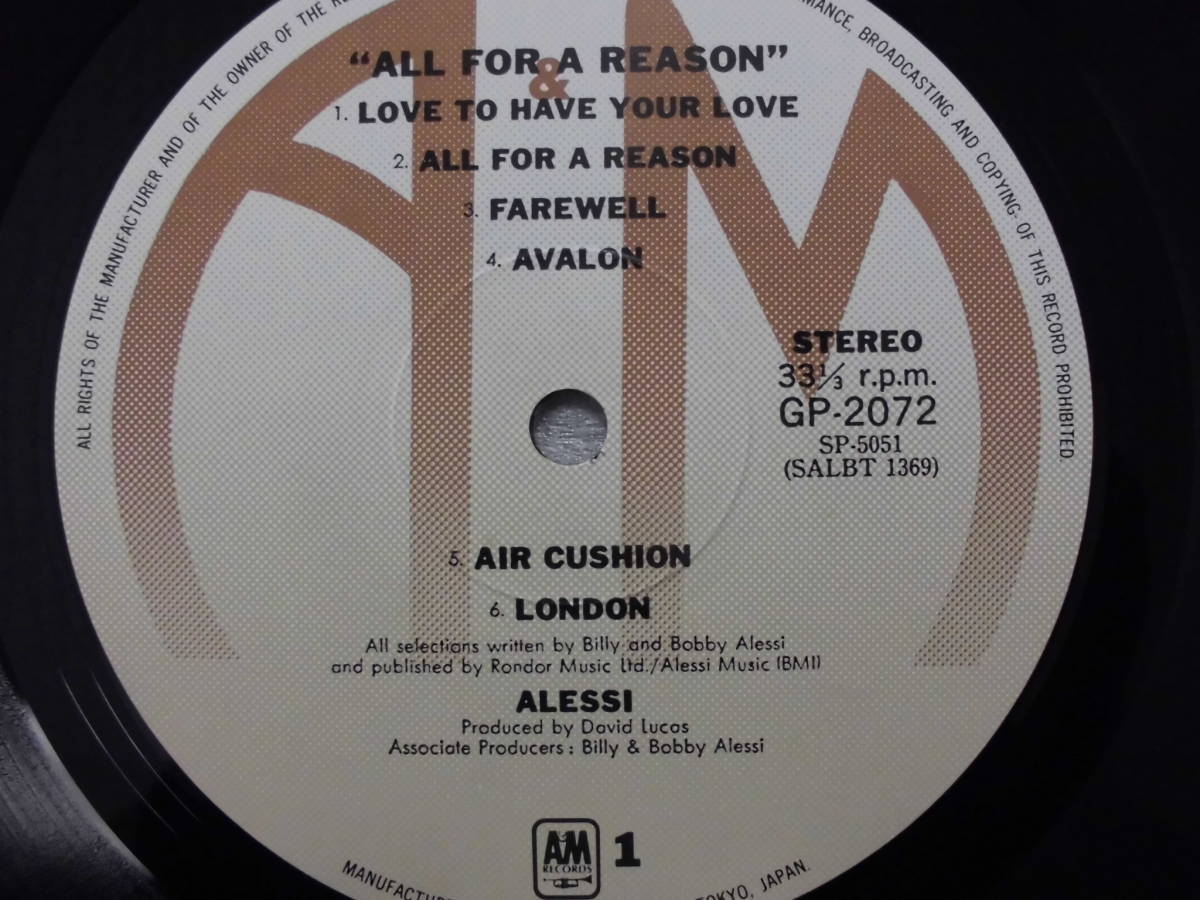 ALL RIGHTS OF THE MANUFACTURER AND OF THE OWNER OF THE
BROADCASTING AND COPYING- OF THIS RECORD PROHIBITED.
&
“ALL FOR A REASON”
1. LOVE TO HAVE YOUR LOVE
2. ALL FOR A REASON
3. FAREWELL
4. AVALON
STEREO
33⅓ r.p.m.
GP-2072
SP-5051
(SALBT 1369)
5. AIR CUSHION
6. LONDON
All selections written by Billy and Bobby Alessi
and published by Rondor Music Ltd./Alessi Music (BMI)
ALESSI
Produced by David Lucas
Associate Producers : Billy & Bobby Alessi
A&M
RECORDS
1
TOKYO, JAPAN.